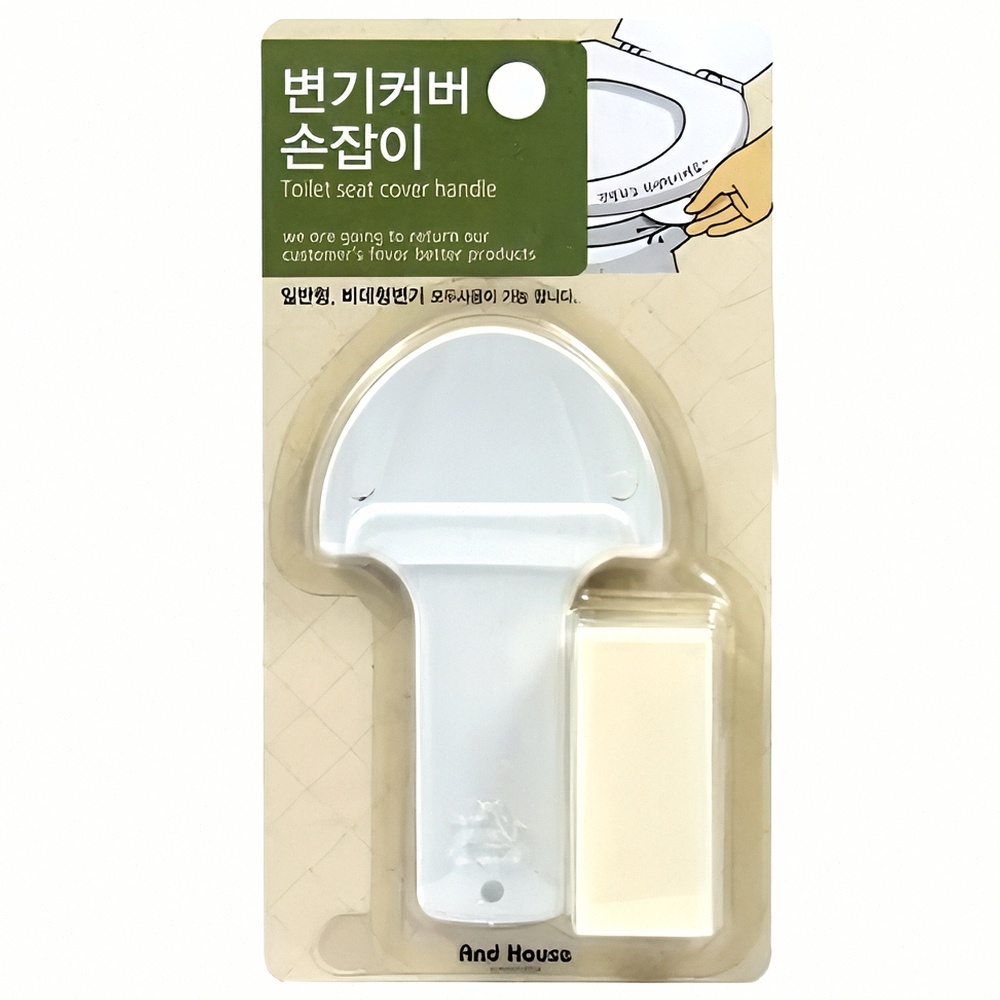 변기커버
손잡이
Toilet seat cover handle
we are going to return our
customer's favor better products
일반형, 비데형변기 모두사용이 가능 합니다.
And House